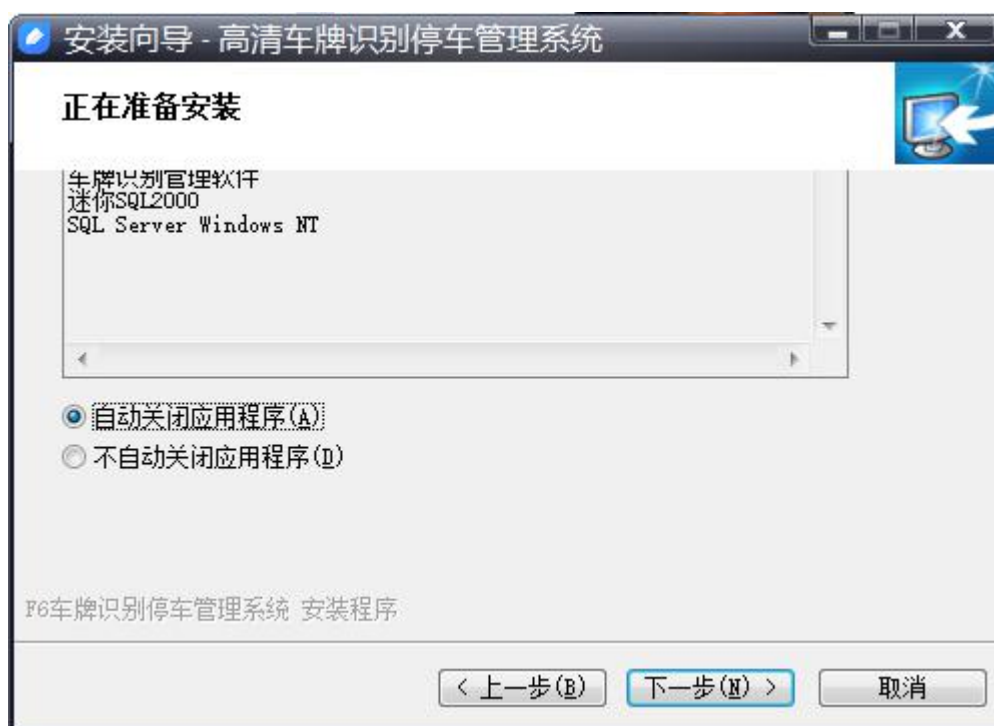 安装向导 - 高清车牌识别停车管理系统
正在准备安装
车牌识别管理软件
迷你SQL2000
SQL Server Windows NT
自动关闭应用程序(A)
不自动关闭应用程序(D)
F6车牌识别停车管理系统 安装程序
< 上一步(B)
下一步(N) >
取消